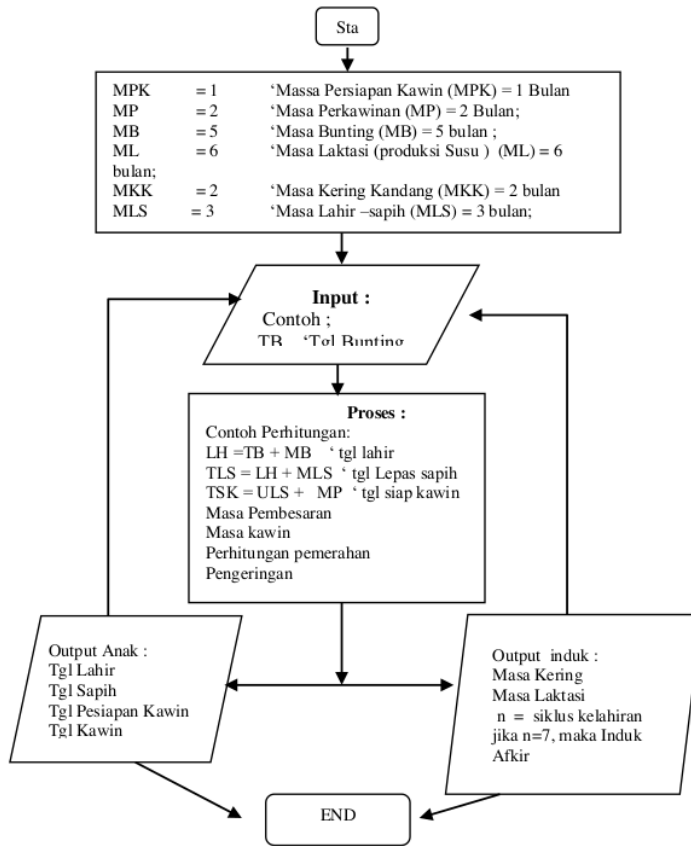 Sta
MPK = 1 ‘Massa Persiapan Kawin (MPK) = 1 Bulan
MP = 2 ‘Masa Perkawinan (MP) = 2 Bulan;
MB = 5 ‘Masa Bunting (MB) = 5 bulan ;
ML = 6 ‘Masa Laktasi (produksi Susu ) (ML) = 6
bulan;
MKK = 2 ‘Masa Kering Kandang (MKK) = 2 bulan
MLS = 3 ‘Masa Lahir –sapih (MLS) = 3 bulan;
Input :
Contoh ;
TB ‘Tgl Bunting
Proses :
Contoh Perhitungan:
LH =TB + MB ‘ tgl lahir
TLS = LH + MLS ‘ tgl Lepas sapih
TSK = ULS + MP ‘ tgl siap kawin
Masa Pembesaran
Masa kawin
Perhitungan pemerahan
Pengeringan
Output Anak :
Tgl Lahir
Tgl Sapih
Tgl Pesiapan Kawin
Tgl Kawin
Output induk :
Masa Kering
Masa Laktasi
n = siklus kelahiran
jika n=7, maka Induk
Afkir
END